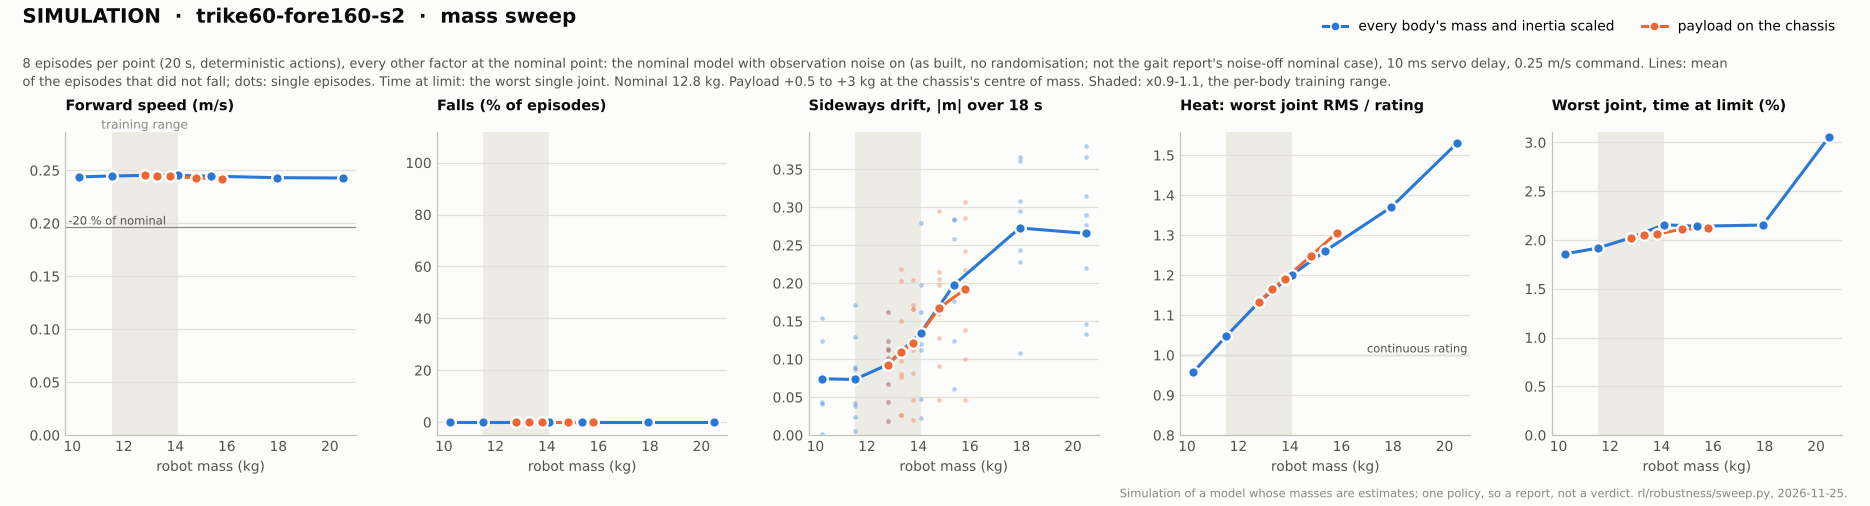 SIMULATION · trike60-fore160-s2 · mass sweep
every body's mass and inertia scaled
payload on the chassis
8 episodes per point (20 s, deterministic actions), every other factor at the nominal point: the nominal model with observation noise on (as built, no randomisation; not the gait report's noise-off nominal case), 10 ms servo delay, 0.25 m/s command. Lines: mean
of the episodes that did not fall; dots: single episodes. Time at limit: the worst single joint. Nominal 12.8 kg. Payload +0.5 to +3 kg at the chassis's centre of mass. Shaded: x0.9-1.1, the per-body training range.
Forward speed (m/s)
training range
0.25
0.20
0.15
0.10
0.05
0.00
-20 % of nominal
10 12 14 16 18 20
robot mass (kg)
Falls (% of episodes)
100
80
60
40
20
0
10 12 14 16 18 20
robot mass (kg)
Sideways drift, |m| over 18 s
0.35
0.30
0.25
0.20
0.15
0.10
0.05
0.00
10 12 14 16 18 20
robot mass (kg)
Heat: worst joint RMS / rating
1.5
1.4
1.3
1.2
1.1
1.0
0.9
0.8
continuous rating
10 12 14 16 18 20
robot mass (kg)
Worst joint, time at limit (%)
3.0
2.5
2.0
1.5
1.0
0.5
0.0
10 12 14 16 18 20
robot mass (kg)
Simulation of a model whose masses are estimates; one policy, so a report, not a verdict. rl/robustness/sweep.py, 2026-11-25.